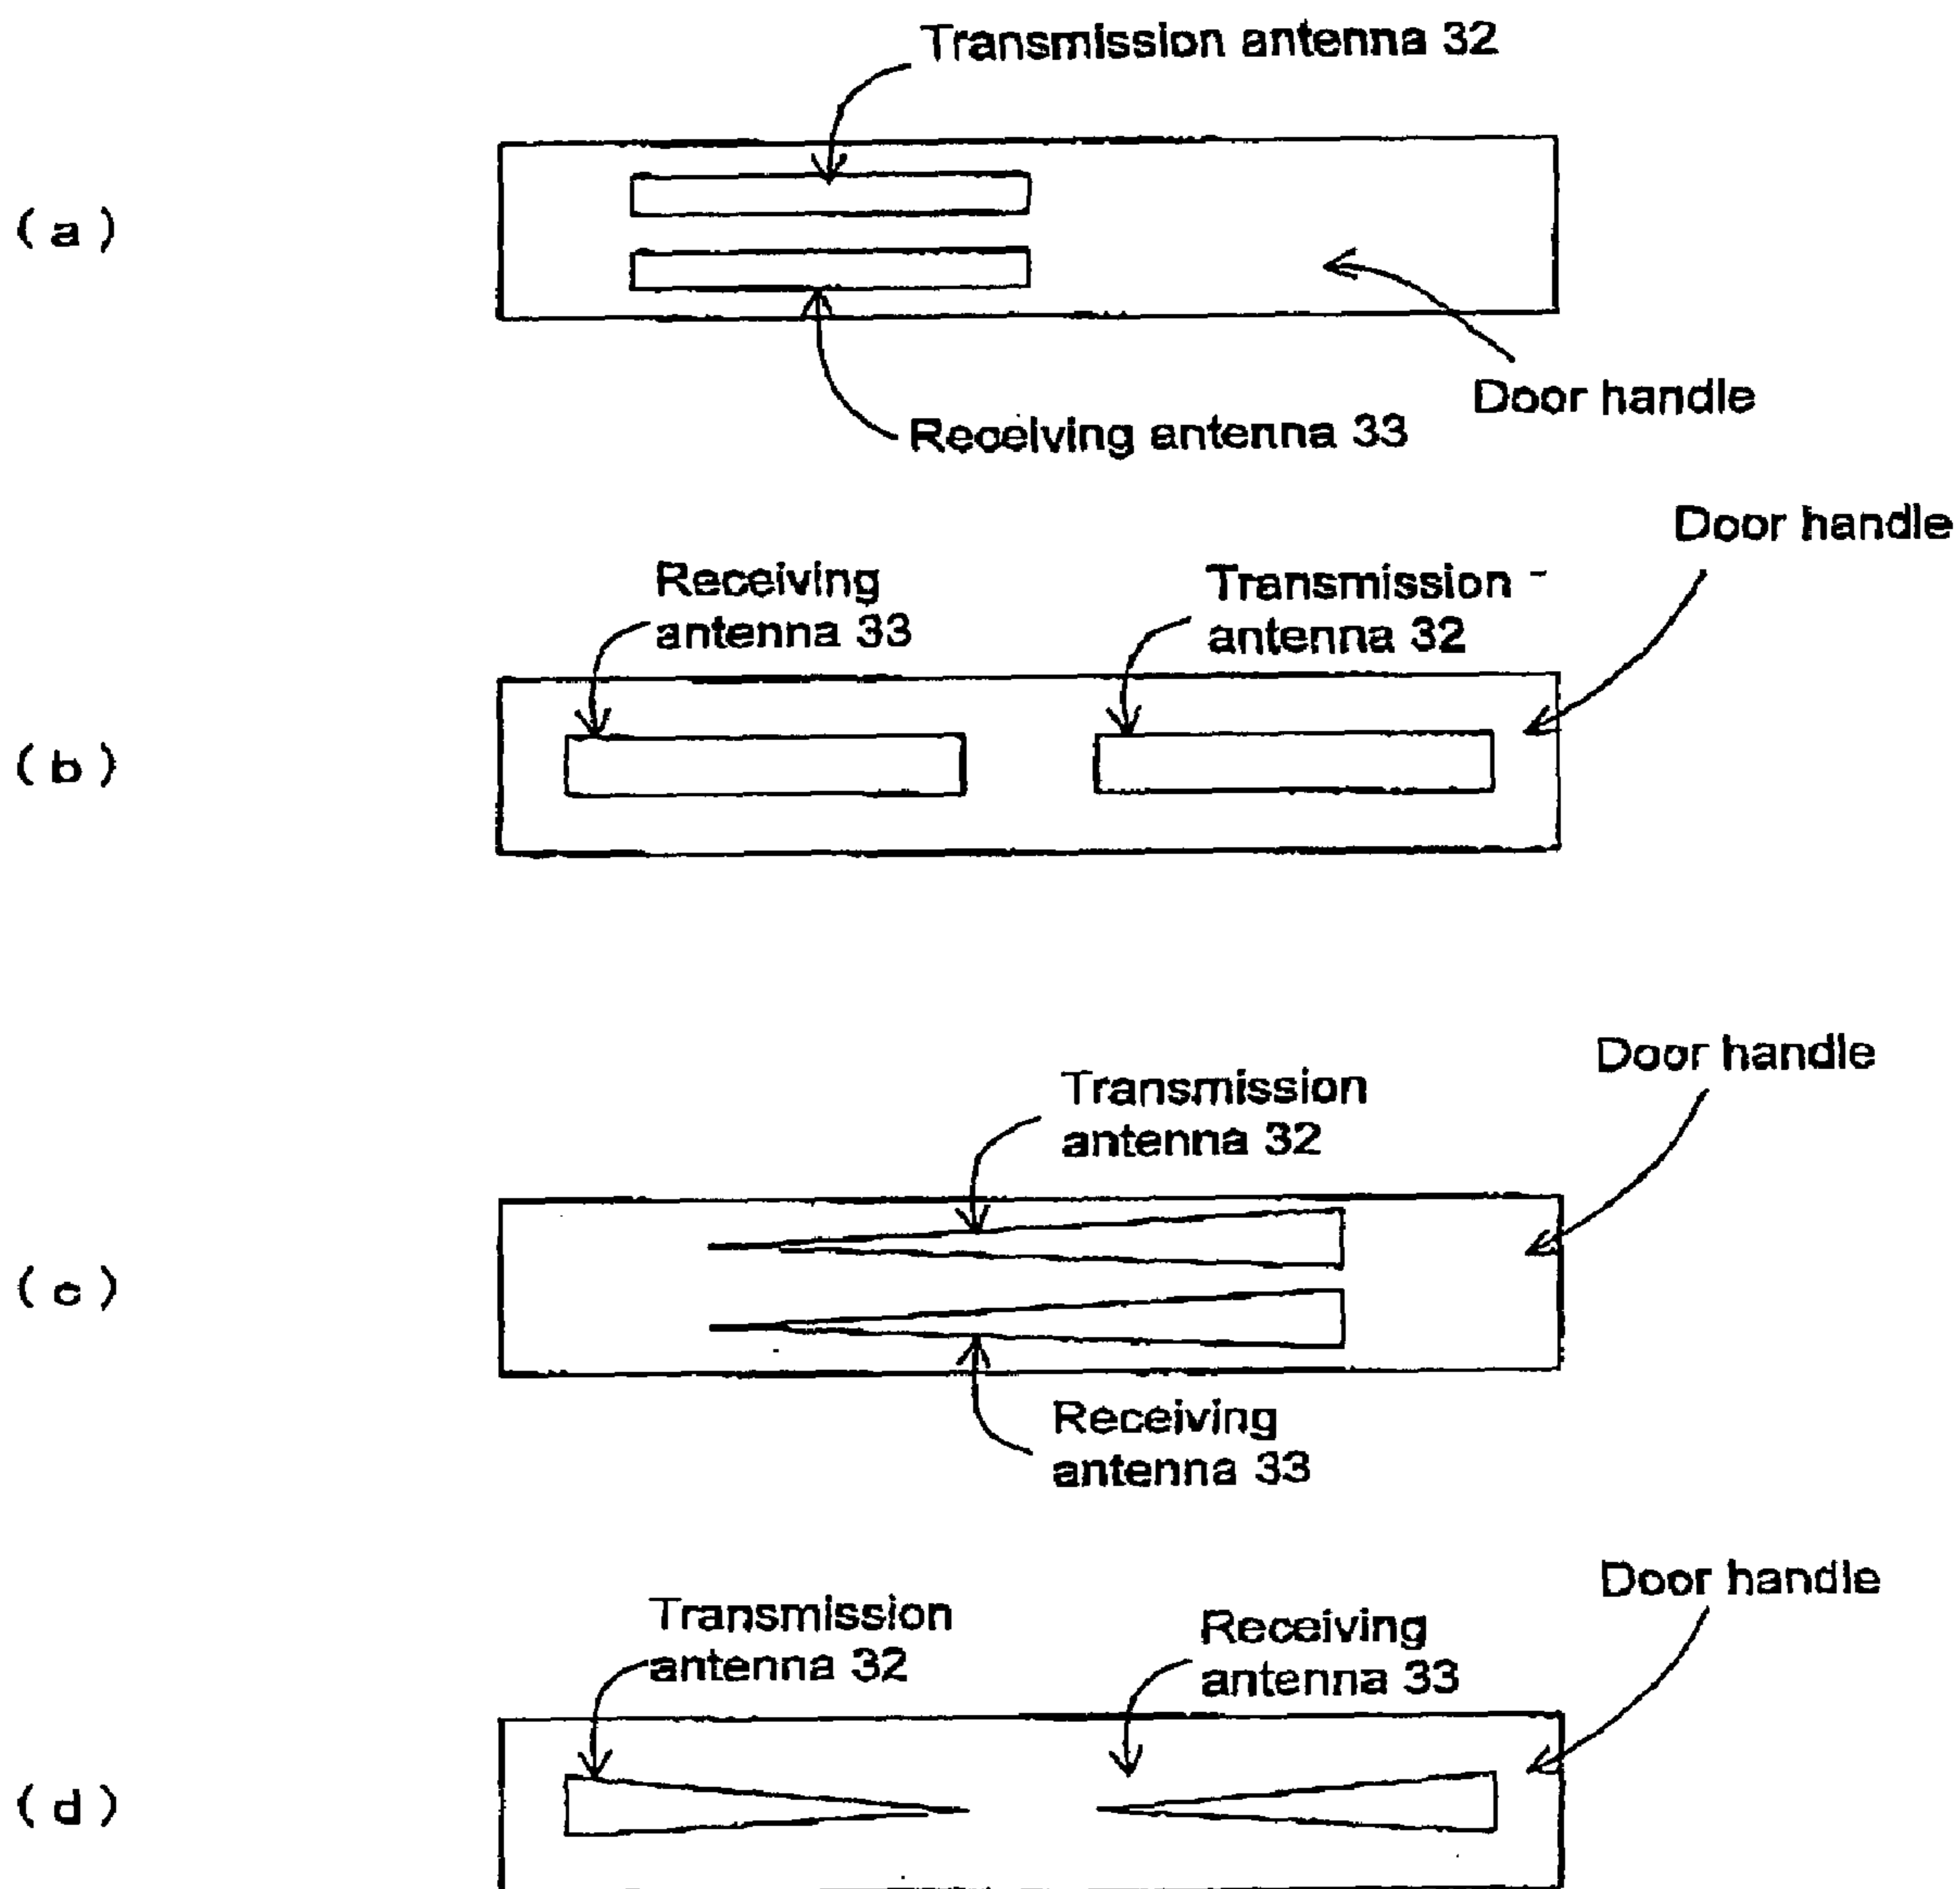 Transmission antenna 32
(a)
Door handle
Receiving antenna 33
Door handle
Receiving
antenna 33
Transmission
antenna 32
(b)
Door handle
Transmission
antenna 32
(c)
Receiving
antenna 33
Door handle
Transmission
antenna 32
Receiving
antenna 33
(d)